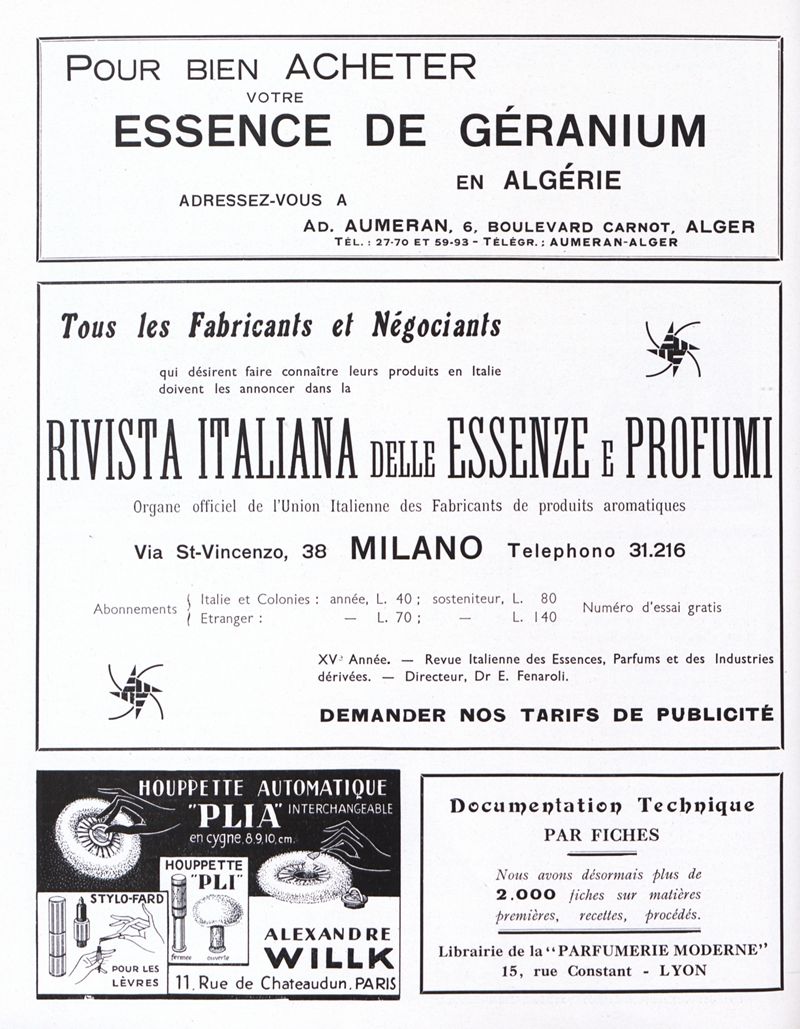 POUR BIEN ACHETER
VOTRE
ESSENCE DE GÉRANIUM
EN ALGÉRIE
ADRESSEZ-VOUS A
AD. AUMERAN, 6, BOULEVARD CARNOT, ALGER
TÉL. : 27-70 ET 59-93 - TÉLÉGR. : AUMERAN-ALGER
Tous les Fabricants et Négociants
qui désirent faire connaître leurs produits en Italie
doivent les annoncer dans la
RIVISTA ITALIANA DELLE ESSENZE E PROFUMI
Organe officiel de l'Union Italienne des Fabricants de produits aromatiques
Via St-Vincenzo, 38 MILANO Telephono 31.216
Abonnements { Italie et Colonies : année, L. 40 ; sosteniteur, L. 80
Etranger : — L. 70 ; — L. 140
Numéro d'essai gratis
XVᵉ Année. — Revue Italienne des Essences, Parfums et des Industries
dérivées. — Directeur, Dr E. Fenaroli.
DEMANDER NOS TARIFS DE PUBLICITÉ
HOUPPETTE AUTOMATIQUE
"PLIA" INTERCHANGEABLE
en cygne. 8.9.10. cm.
HOUPPETTE
"PLI"
fermée ouverte
STYLO-FARD
POUR LES
LÈVRES
ALEXANDRE
WILLK
11. Rue de Chateaudun. PARIS
Documentation Technique
PAR FICHES
Nous avons désormais plus de
2.000 fiches sur matières
premières, recettes, procédés.
Librairie de la "PARFUMERIE MODERNE"
15, rue Constant - LYON